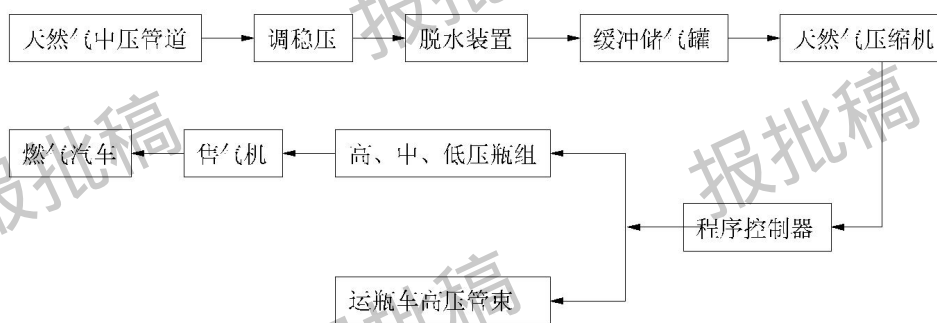 天然气中压管道
调稳压
脱水装置
缓冲储气罐
天然气压缩机
燃气汽车
售气机
高、中、低压瓶组
程序控制器
运瓶车高压管束
报批稿
报批稿
报批稿
报批稿